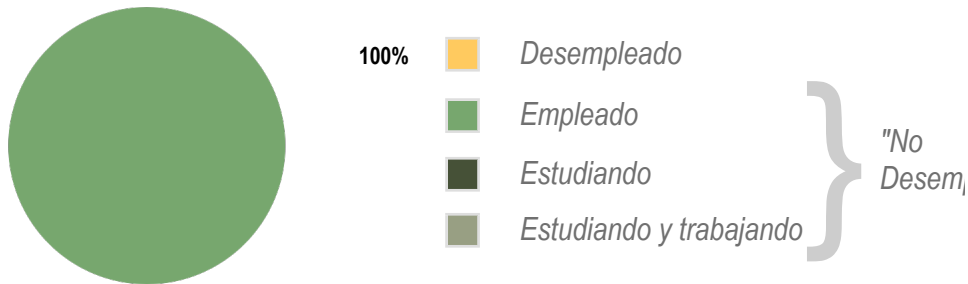 100%
Desempleado
Empleado
Estudiando
Estudiando y trabajando
"No
Desemp